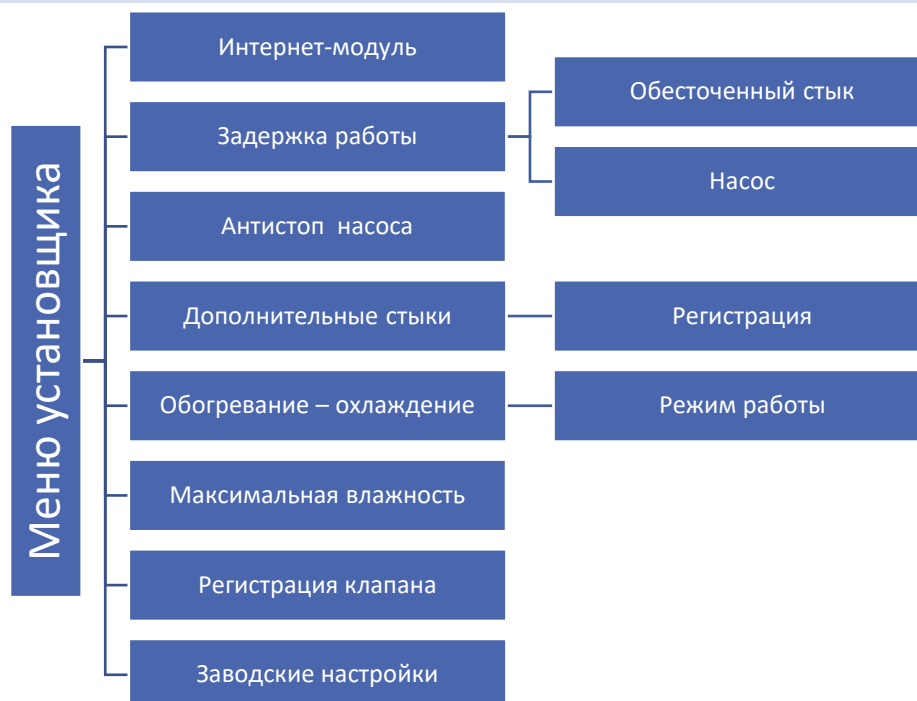 Меню установщика
Интернет-модуль
Задержка работы
Обесточенный стык
Насос
Антистоп насоса
Дополнительные стыки
Регистрация
Обогревание – охлаждение
Режим работы
Максимальная влажность
Регистрация клапана
Заводские настройки